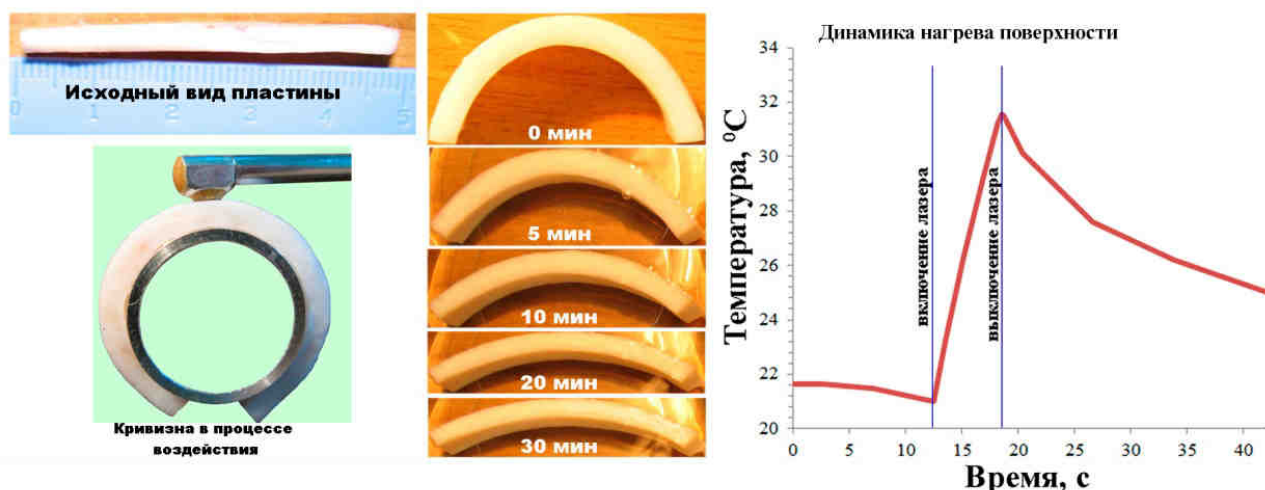 0 1 2 3 4 5
Исходный вид пластины
Кривизна в процессе
воздействия
0 мин
5 мин
10 мин
20 мин
30 мин
Динамика нагрева поверхности
Температура, ⁰С
34
32
30
28
26
24
22
20
включение лазера
выключение лазера
0 5 10 15 20 25 30 35 40
Время, с